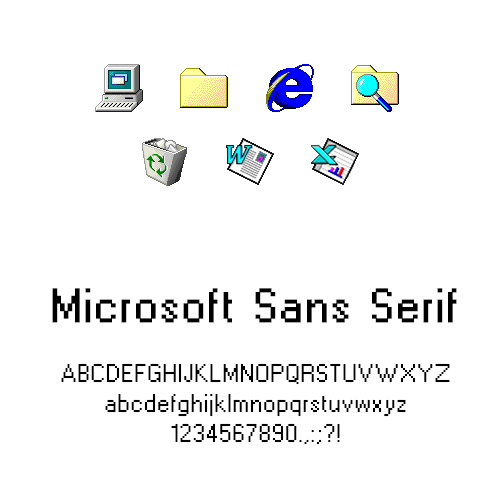 Microsoft Sans Serif
ABCDEFGHIJKLMNOPQRSTUVWXYZ
abcdefghijklmnopqrstuvwxyz
1234567890.,:;?!